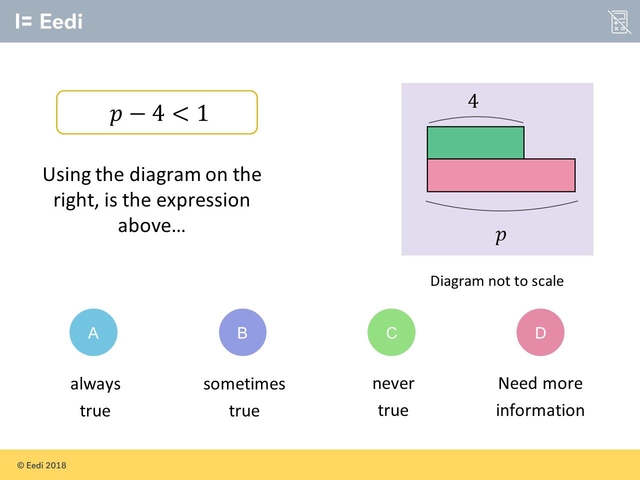 I= Eedi
p − 4 < 1
Using the diagram on the
right, is the expression
above...
4
p
Diagram not to scale
A
always
true
B
sometimes
true
C
never
true
D
Need more
information
© Eedi 2018